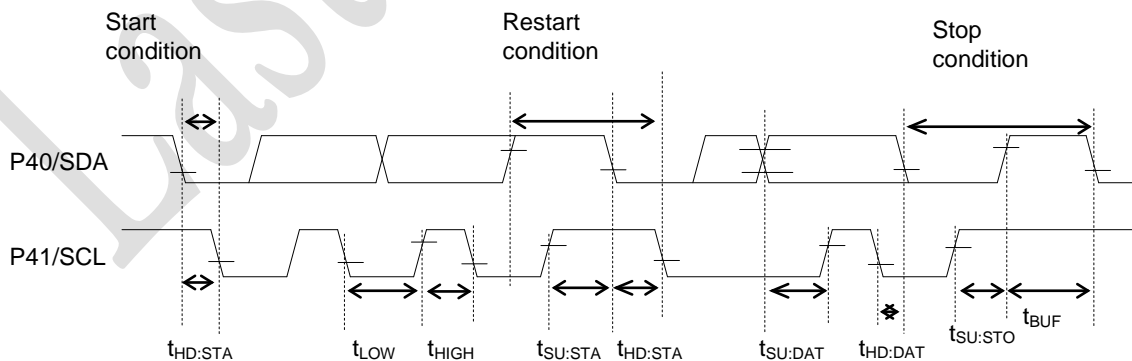 Start
condition
Restart
condition
Stop
condition
P40/SDA
P41/SCL
tHD:STA
tLOW
tHIGH
tSU:STA
tHD:STA
tSU:DAT
tHD:DAT
tSU:STO
tBUF